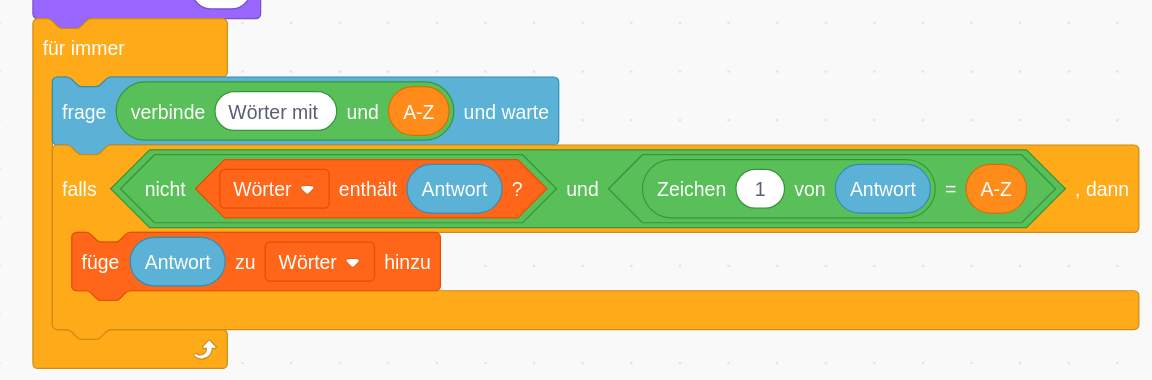 für immer
frage verbinde Wörter mit und A-Z und warte
falls nicht Wörter enthält Antwort ? und Zeichen 1 von Antwort = A-Z , dann
füge Antwort zu Wörter hinzu